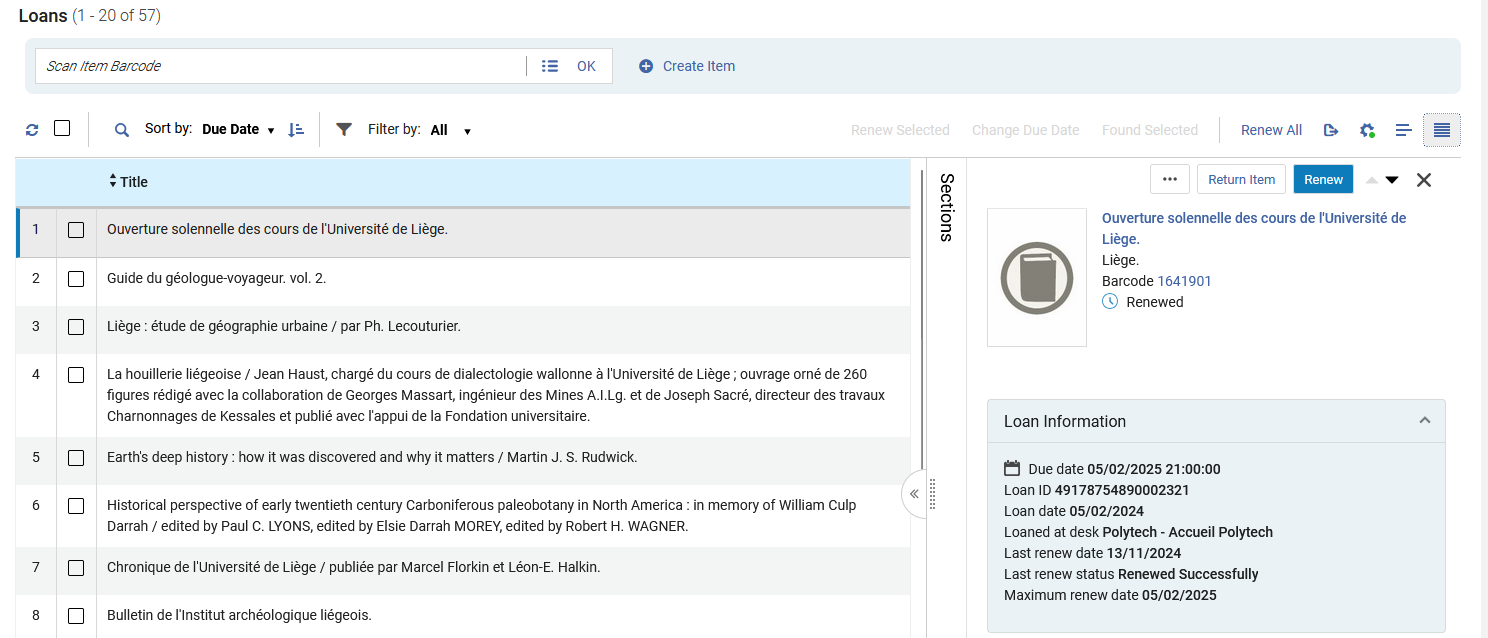 Loans (1 - 20 of 57)
Scan Item Barcode
OK
Create Item
Sort by: Due Date
Filter by: All
Renew Selected
Change Due Date
Found Selected
Renew All
Title
1
Ouverture solennelle des cours de l'Université de Liège.
2
Guide du géologue-voyageur. vol. 2.
3
Liège : étude de géographie urbaine / par Ph. Lecouturier.
4
La houillerie liégeoise / Jean Haust, chargé du cours de dialectologie wallonne à l'Université de Liège ; ouvrage orné de 260
figures rédigé avec la collaboration de Georges Massart, ingénieur des Mines A.I.Lg. et de Joseph Sacré, directeur des travaux
Charnonnages de Kessales et publié avec l'appui de la Fondation universitaire.
5
Earth's deep history : how it was discovered and why it matters / Martin J. S. Rudwick.
6
Historical perspective of early twentieth century Carboniferous paleobotany in North America : in memory of William Culp
Darrah / edited by Paul C. LYONS, edited by Elsie Darrah MOREY, edited by Robert H. WAGNER.
7
Chronique de l'Université de Liège / publiée par Marcel Florkin et Léon-E. Halkin.
8
Bulletin de l'Institut archéologique liégeois.
Sections
Return Item
Renew
Ouverture solennelle des cours de l'Université de
Liège.
Liège.
Barcode 1641901
Renewed
Loan Information
Due date 05/02/2025 21:00:00
Loan ID 49178754890002321
Loan date 05/02/2024
Loaned at desk Polytech - Accueil Polytech
Last renew date 13/11/2024
Last renew status Renewed Successfully
Maximum renew date 05/02/2025